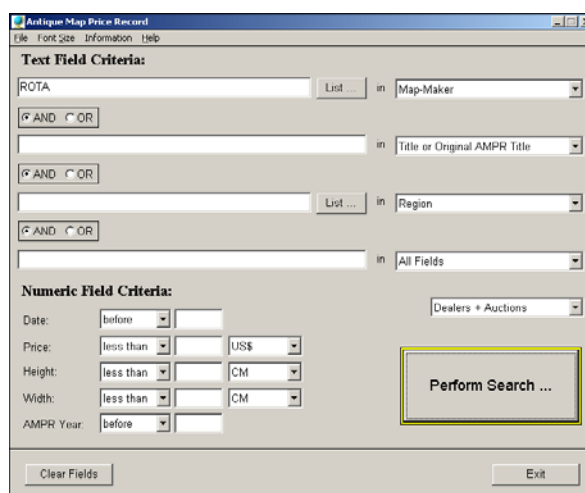 Antique Map Price Record
File Font Size Information Help
Text Field Criteria:
ROTA List ... in Map-Maker
AND OR
in Title or Original AMPR Title
AND OR
List ... in Region
AND OR
in All Fields
Numeric Field Criteria:
Dealers + Auctions
Date: before
Price: less than US$
Height: less than CM
Width: less than CM
AMPR Year: before
Perform Search ...
Clear Fields Exit